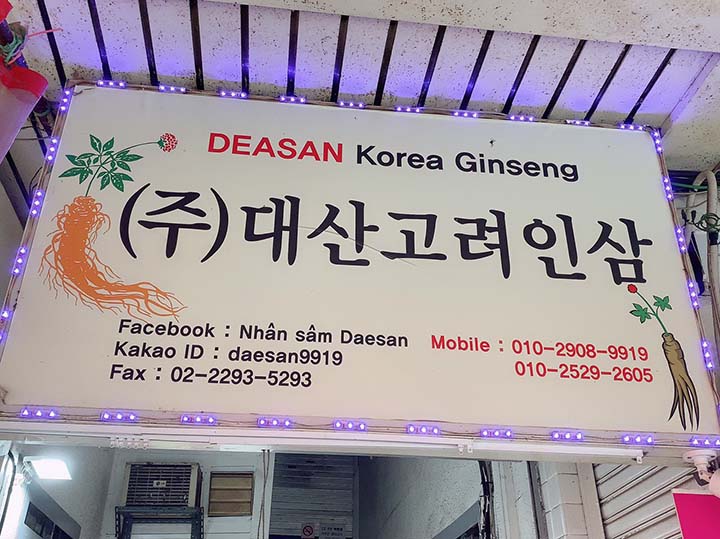 DEASAN Korea Ginseng
(주)대산고려인삼
Facebook : Nhân sâm Daesan
Kakao ID : daesan9919
Fax : 02-2293-5293
Mobile : 010-2908-9919
010-2529-2605